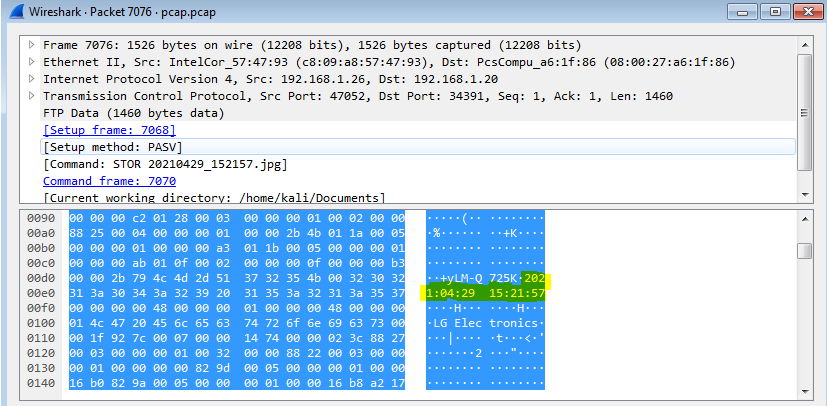 Wireshark · Packet 7076 · pcap.pcap
Frame 7076: 1526 bytes on wire (12208 bits), 1526 bytes captured (12208 bits)
Ethernet II, Src: IntelCor_57:47:93 (c8:09:a8:57:47:93), Dst: PcsCompu_a6:1f:86 (08:00:27:a6:1f:86)
Internet Protocol Version 4, Src: 192.168.1.26, Dst: 192.168.1.20
Transmission Control Protocol, Src Port: 47052, Dst Port: 34391, Seq: 1, Ack: 1, Len: 1460
FTP Data (1460 bytes data)
[Setup frame: 7068]
[Setup method: PASV]
[Command: STOR 20210429_152157.jpg]
Command frame: 7070
[Current working directory: /home/kali/Documents]
0090 00 00 00 c2 01 28 00 03 00 00 00 01 00 02 00 00 ·····(·· ········
00a0 88 25 00 04 00 00 00 01 00 00 2b 4b 01 1a 00 05 ·%······ ··+K····
00b0 00 00 00 01 00 00 00 a3 01 1b 00 05 00 00 00 01 ········ ········
00c0 00 00 00 ab 01 0f 00 02 00 00 00 0f 00 00 00 b3 ········ ········
00d0 00 00 2b 79 4c 4d 2d 51 37 32 35 4b 00 32 30 32 ··+yLM-Q 725K·202
00e0 31 3a 30 34 3a 32 39 20 31 35 3a 32 31 3a 35 37 1:04:29 15:21:57
00f0 00 00 00 00 48 00 00 00 01 00 00 00 48 00 00 00 ····H··· ····H···
0100 01 4c 47 20 45 6c 65 63 74 72 6f 6e 69 63 73 00 ·LG Elec tronics·
0110 00 1f 92 7c 00 07 00 00 14 74 00 00 02 3c 88 27 ···|···· ·t···<·'
0120 00 03 00 00 00 01 00 32 00 00 88 22 00 03 00 00 ·······2 ···"····
0130 00 01 00 00 00 00 82 9d 00 05 00 00 00 01 00 00 ········ ········
0140 16 b0 82 9a 00 05 00 00 00 01 00 00 16 b8 a2 17 ········ ········